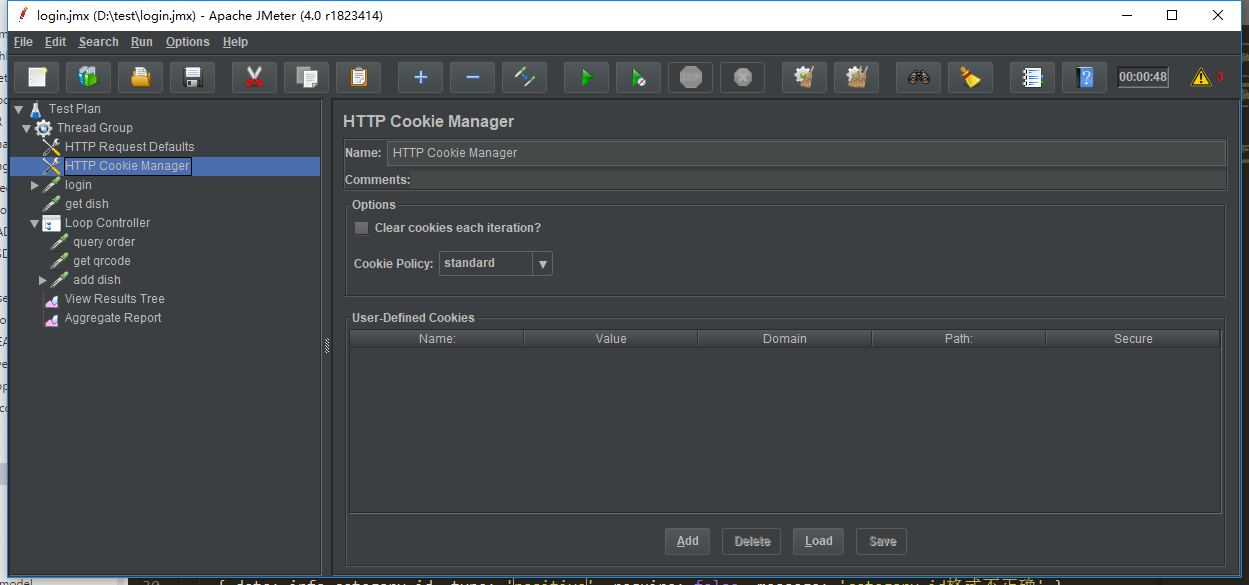 login.jmx (D:\test\login.jmx) - Apache JMeter (4.0 r1823414)
File Edit Search Run Options Help
STOP
00:00:48
3
Test Plan
Thread Group
HTTP Request Defaults
HTTP Cookie Manager
login
get dish
Loop Controller
query order
get qrcode
add dish
View Results Tree
Aggregate Report
HTTP Cookie Manager
Name: HTTP Cookie Manager
Comments:
Options
Clear cookies each iteration?
Cookie Policy: standard
User-Defined Cookies
Name: Value Domain Path: Secure
Add Delete Load Save